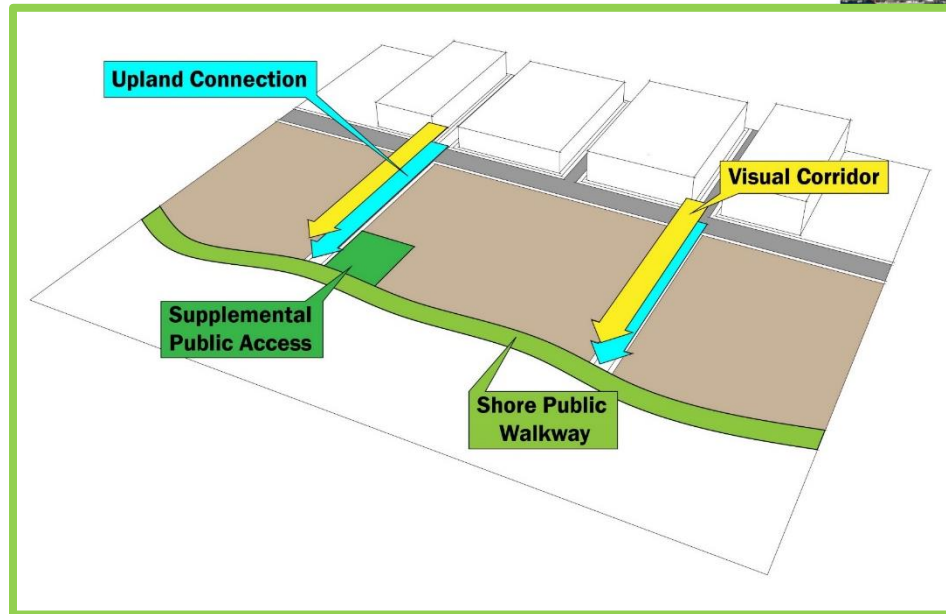 Upland Connection
Visual Corridor
Supplemental
Public Access
Shore Public
Walkway